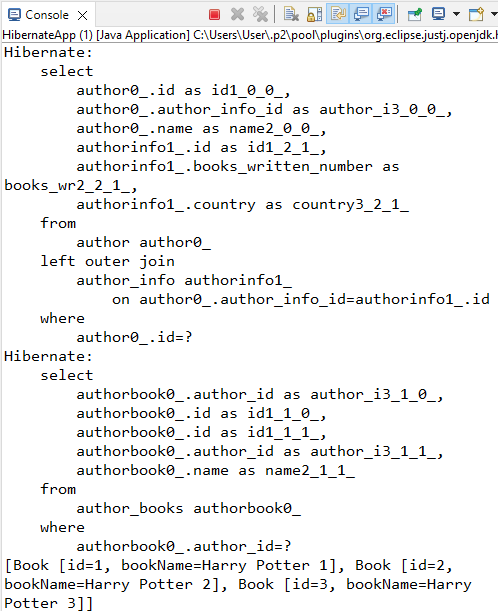 Console
HibernateApp (1) [Java Application] C:\Users\User\.p2\pool\plugins\org.eclipse.justj.openjdk.h
Hibernate:
    select
        author0_.id as id1_0_0_,
        author0_.author_info_id as author_i3_0_0_,
        author0_.name as name2_0_0_,
        authorinfo1_.id as id1_2_1_,
        authorinfo1_.books_written_number as
books_wr2_2_1_,
        authorinfo1_.country as country3_2_1_
    from
        author author0_
    left outer join
        author_info authorinfo1_
            on author0_.author_info_id=authorinfo1_.id
    where
        author0_.id=?
Hibernate:
    select
        authorbook0_.author_id as author_i3_1_0_,
        authorbook0_.id as id1_1_0_,
        authorbook0_.id as id1_1_1_,
        authorbook0_.author_id as author_i3_1_1_,
        authorbook0_.name as name2_1_1_
    from
        author_books authorbook0_
    where
        authorbook0_.author_id=?
[Book [id=1, bookName=Harry Potter 1], Book [id=2,
bookName=Harry Potter 2], Book [id=3, bookName=Harry
Potter 3]]